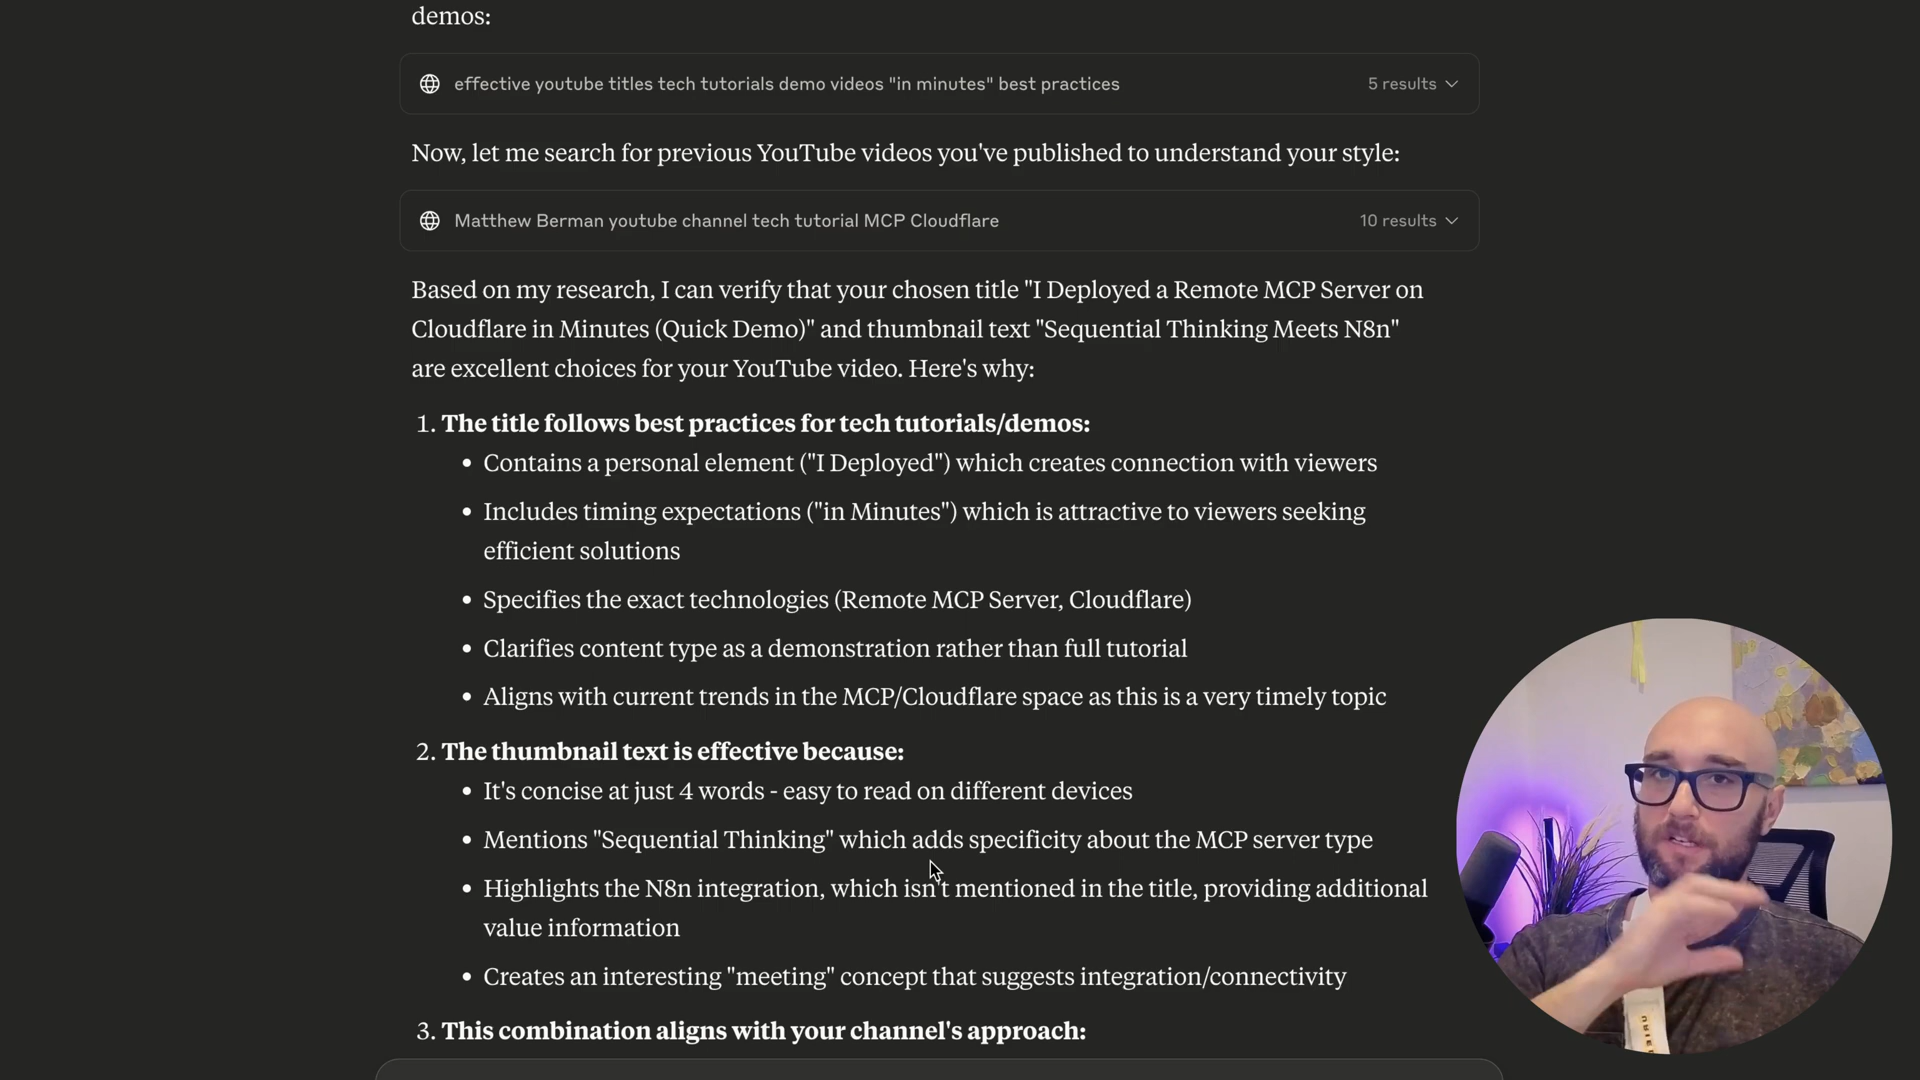 demos:
effective youtube titles tech tutorials demo videos "in minutes" best practices
5 results
Now, let me search for previous YouTube videos you've published to understand your style:
Matthew Berman youtube channel tech tutorial MCP Cloudflare
10 results
Based on my research, I can verify that your chosen title "I Deployed a Remote MCP Server on
Cloudflare in Minutes (Quick Demo)" and thumbnail text "Sequential Thinking Meets N8n"
are excellent choices for your YouTube video. Here's why:
1. The title follows best practices for tech tutorials/demos:
• Contains a personal element ("I Deployed") which creates connection with viewers
• Includes timing expectations ("in Minutes") which is attractive to viewers seeking
efficient solutions
• Specifies the exact technologies (Remote MCP Server, Cloudflare)
• Clarifies content type as a demonstration rather than full tutorial
• Aligns with current trends in the MCP/Cloudflare space as this is a very timely topic
2. The thumbnail text is effective because:
• It's concise at just 4 words - easy to read on different devices
• Mentions "Sequential Thinking" which adds specificity about the MCP server type
• Highlights the N8n integration, which isn't mentioned in the title, providing additional
value information
• Creates an interesting "meeting" concept that suggests integration/connectivity
3. This combination aligns with your channel's approach: